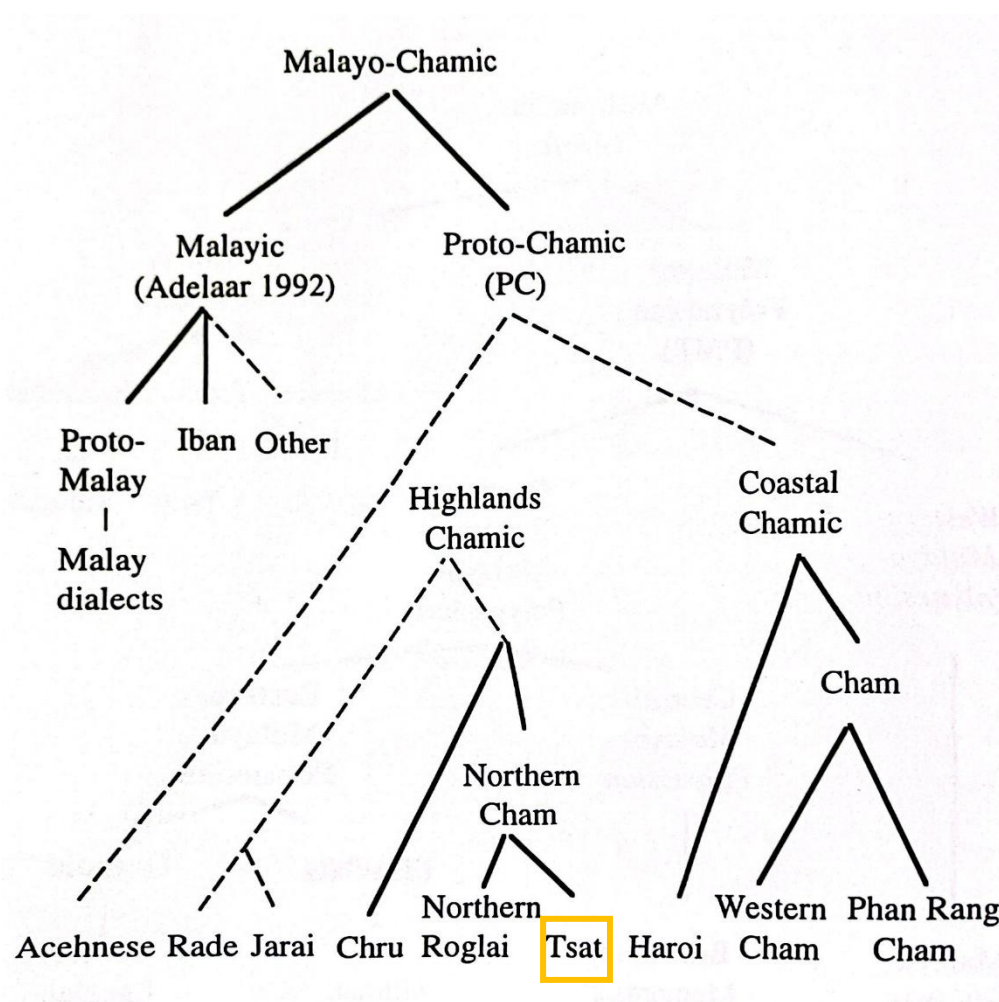 Malayo-Chamic
Malayic
(Adelaar 1992)
Proto-Chamic
(PC)
Proto-
Malay
Iban
Other
Malay
dialects
Highlands
Chamic
Coastal
Chamic
Cham
Northern
Cham
Acehnese
Rade
Jarai
Chru
Northern
Roglai
Tsat
Haroi
Western
Cham
Phan Rang
Cham